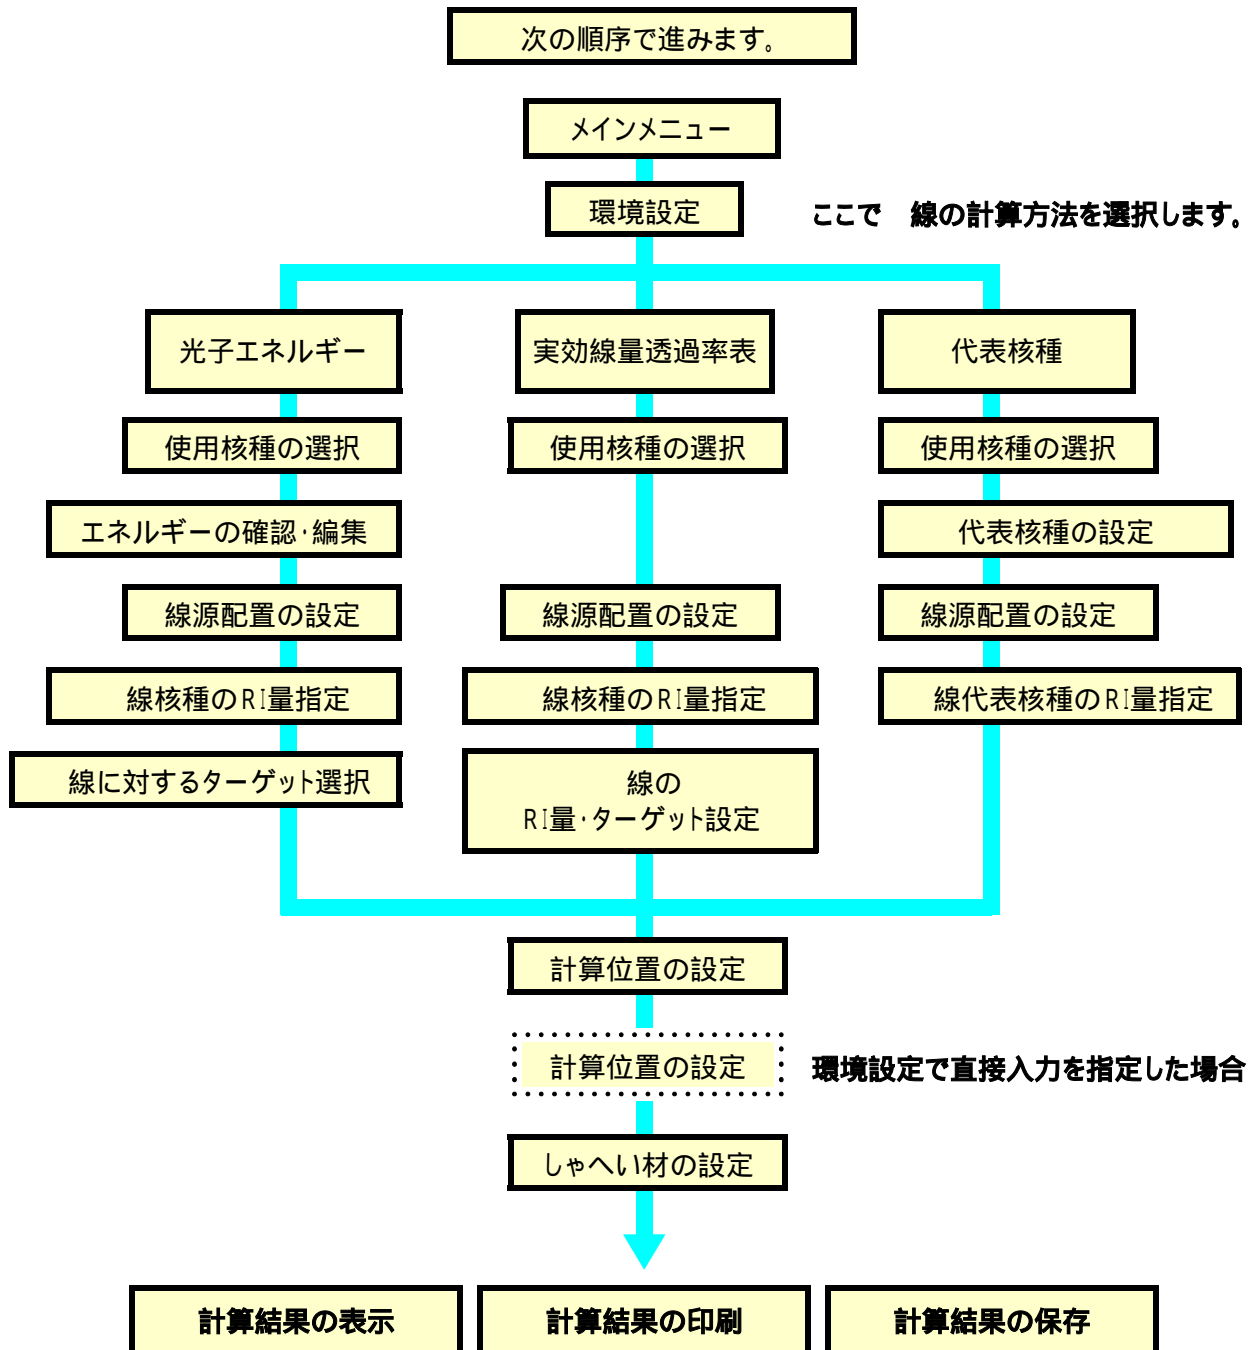 次の順序で進みます。
メインメニュー
環境設定
ここで　線の計算方法を選択します。
光子エネルギー
実効線量透過率表
代表核種
使用核種の選択
使用核種の選択
使用核種の選択
エネルギーの確認・編集
代表核種の設定
線源配置の設定
線源配置の設定
線源配置の設定
線核種のRI量指定
線核種のRI量指定
線代表核種のRI量指定
線に対するターゲット選択
線の
RI量・ターゲット設定
計算位置の設定
計算位置の設定
環境設定で直接入力を指定した場合
しゃへい材の設定
計算結果の表示
計算結果の印刷
計算結果の保存